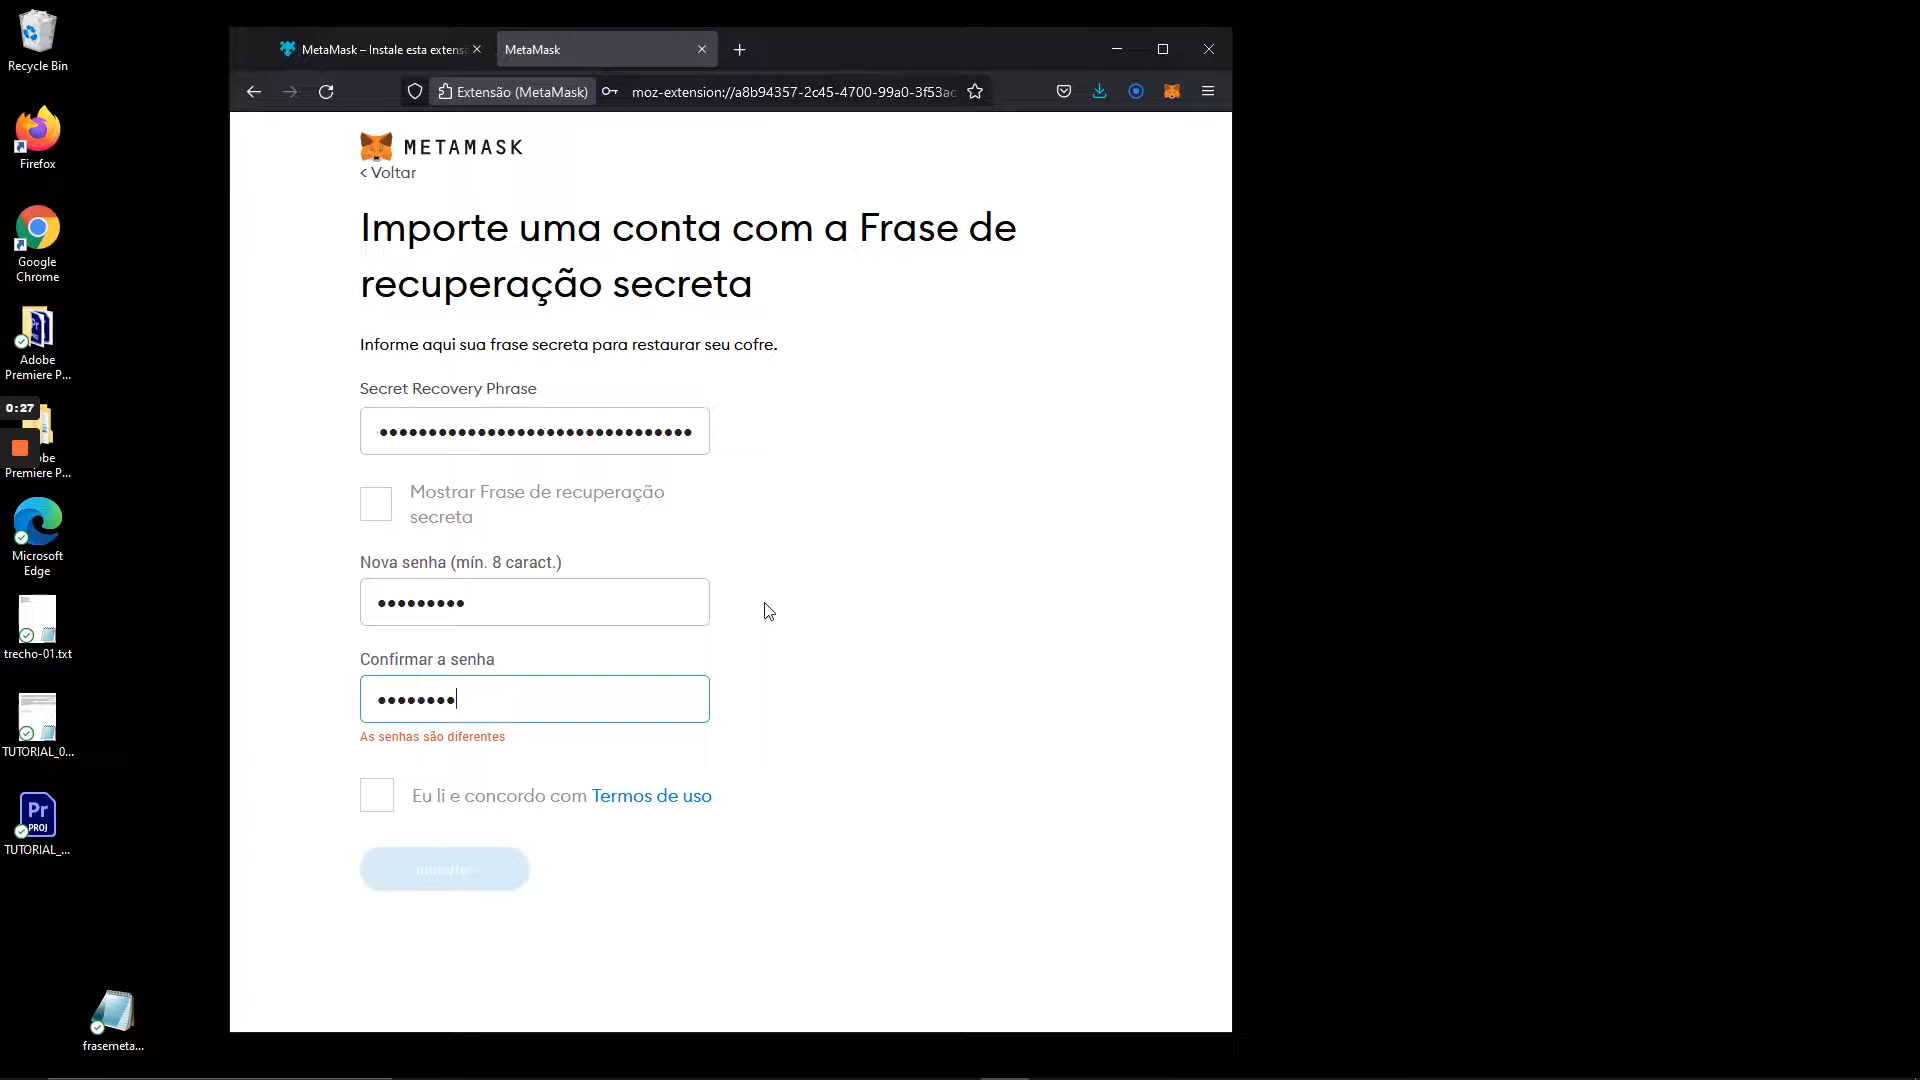 Recycle Bin
Firefox
Google
Chrome
Adobe
Premiere P...
0:27
be
Premiere P...
Microsoft
Edge
trecho-01.txt
TUTORIAL_0...
Pr
PROJ
TUTORIAL_...
frasemeta...
MetaMask – Instale esta extens
MetaMask
Extensão (MetaMask)
moz-extension://a8b94357-2c45-4700-99a0-3f53ac
METAMASK
< Voltar
Importe uma conta com a Frase de
recuperação secreta
Informe aqui sua frase secreta para restaurar seu cofre.
Secret Recovery Phrase
Mostrar Frase de recuperação
secreta
Nova senha (mín. 8 caract.)
Confirmar a senha
As senhas são diferentes
Eu li e concordo com Termos de uso